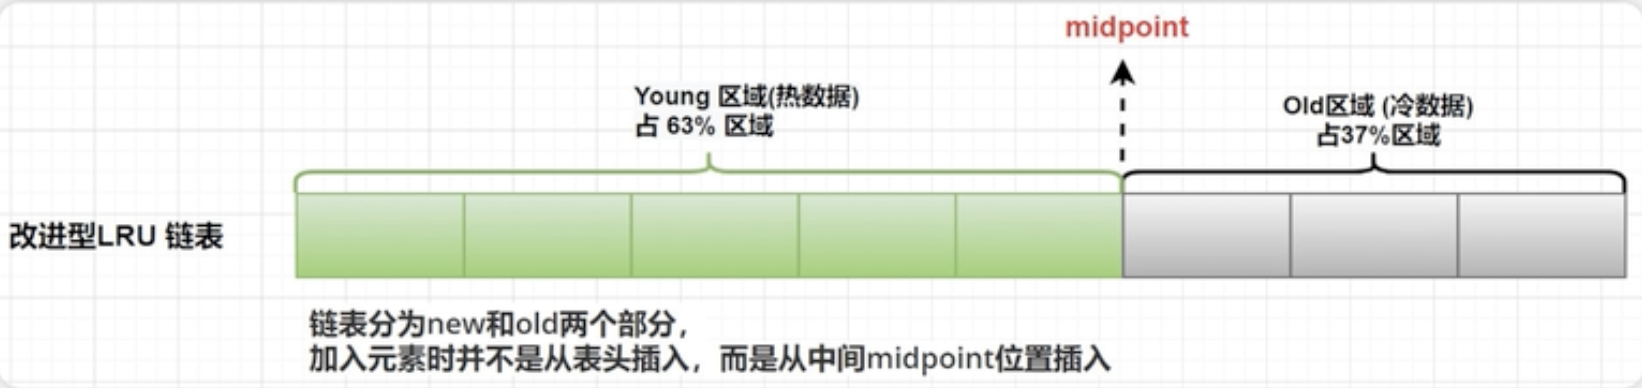 midpoint
Young 区域(热数据)
占 63% 区域
Old区域 (冷数据)
占37%区域
改进型LRU 链表
链表分为new和old两个部分，
加入元素时并不是从表头插入，而是从中间midpoint位置插入